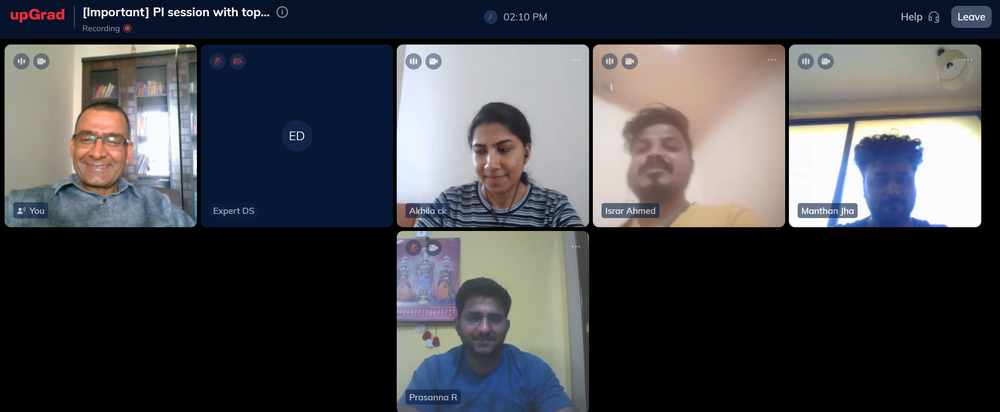 upGrad
[Important] PI session with top...
Recording
02:10 PM
Help
Leave
You
ED
Expert DS
Akhila ck
Israr Ahmed
Manthan Jha
Prasanna R